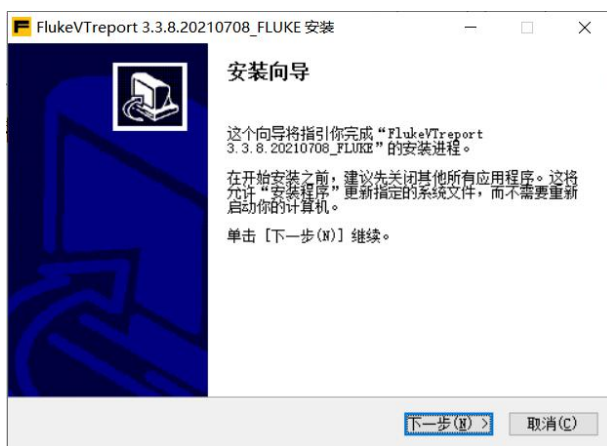 FlukeVTreport 3.3.8.20210708_FLUKE 安装
安装向导
这个向导将指引你完成“FlukeVTreport
3.3.8.20210708_FLUKE”的安装进程。
在开始安装之前，建议先关闭其他所有应用程序。这将
允许“安装程序”更新指定的系统文件，而不需要重新
启动你的计算机。
单击 [下一步(N)] 继续。
下一步(N) >
取消(C)